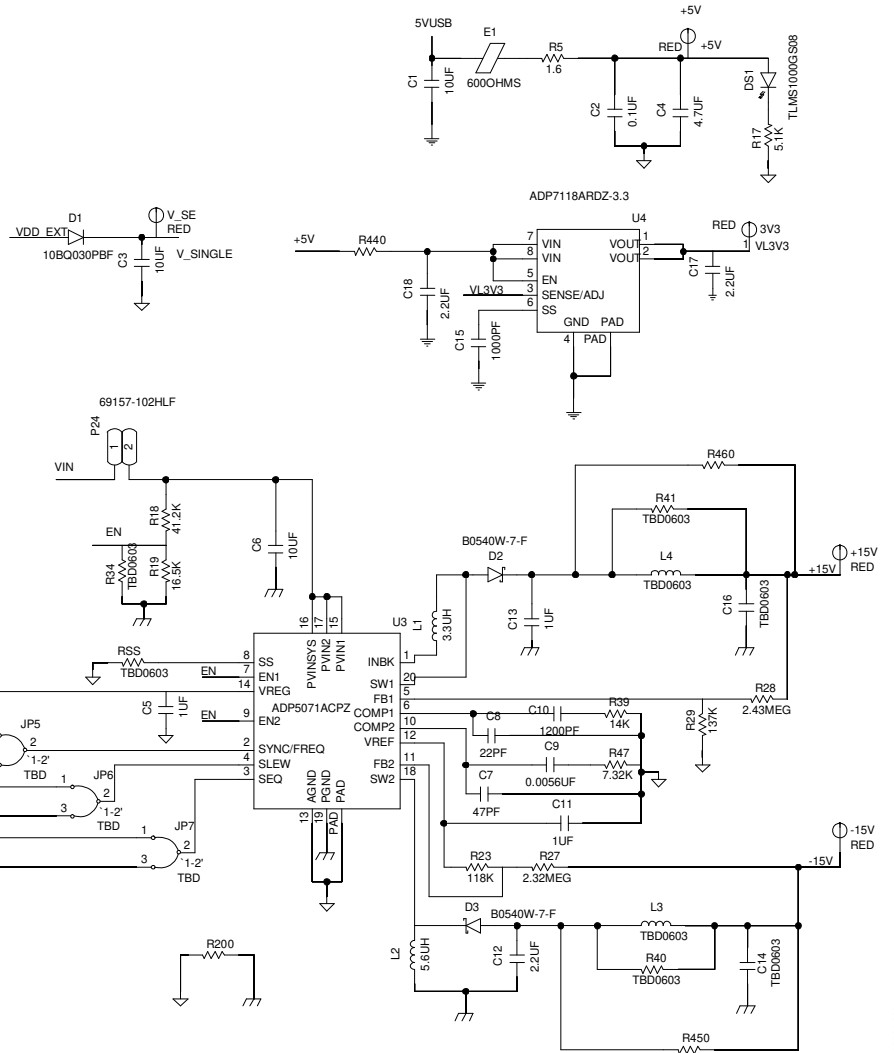 +5V
5VUSB
E1
600OHMS
R5
1.6
RED
+5V
C1
10UF
C2
0.1UF
C4
4.7UF
DS1
TLMS1000GS08
R17
5.1K
ADP7118ARDZ-3.3
U4
D1
VDD_EXT
10BQ030PBF
V_SE
RED
C3
10UF
V_SINGLE
+5V
R440
C18
2.2UF
7 VIN
8 VIN
5 EN
VL3V3 3 SENSE/ADJ
6 SS
VOUT 1
VOUT 2
GND PAD
4 PAD
C15
1000PF
RED
3V3
1 VL3V3
C17
2.2UF
69157-102HLF
P24
1 2
VIN
R18
41.2K
EN
R34
TBD0603
R19
16.5K
C6
10UF
R460
R41
TBD0603
L4
TBD0603
B0540W-7-F
D2
C13
1UF
+15V
+15V
RED
C16
TBD0603
L1
3.3UH
U3
16 17 15
PVINSYS
PVIN2
PVIN1
ADP5071ACPZ
RSS
TBD0603
8 SS
EN 7 EN1
14 VREG
C5
1UF
EN 9 EN2
2 SYNC/FREQ
4 SLEW
3 SEQ
INBK 1
SW1 20
FB1 5
COMP1 6
COMP2 10
VREF 12
FB2 11
SW2 18
AGND
PGND
PAD
13 19 PAD
R28
2.43MEG
R29
137K
C10
1200PF
R39
14K
C8
22PF
C9
0.0056UF
R47
7.32K
C7
47PF
C11
1UF
JP5
2
'1-2'
TBD
JP6
1
2
3
'1-2'
TBD
JP7
1
2
3
'1-2'
TBD
R23
118K
R27
2.32MEG
-15V
-15V
RED
D3
B0540W-7-F
L2
5.6UH
C12
2.2UF
L3
TBD0603
R40
TBD0603
C14
TBD0603
R200
R450